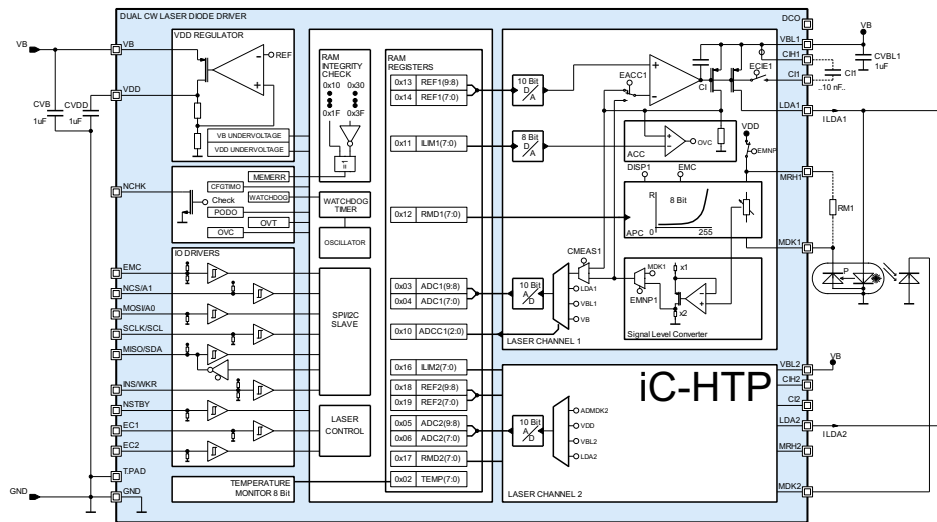 DUAL CW LASER DIODE DRIVER
DCO
VB
VB
VDD REGULATOR
REF
VDD
CVB
1uF
CVDD
1uF
VB UNDERVOLTAGE
VDD UNDERVOLTAGE
RAM
INTEGRITY
CHECK
0x10 0x30
0x1F 0x3F
=1
MEMERR
CFGTIMO
WATCHDOG
NCHK
Check
PODO
OVT
OVC
WATCHDOG
TIMER
OSCILLATOR
RAM
REGISTERS
0x13 REF1(9:8)
0x14 REF1(7:0)
0x11 ILIM1(7:0)
0x12 RMD1(7:0)
0x03 ADC1(9:8)
0x04 ADC1(7:0)
0x10 ADCC1(2:0)
0x16 ILIM2(7:0)
0x18 REF2(9:8)
0x19 REF2(7:0)
0x05 ADC2(9:8)
0x06 ADC2(7:0)
0x17 RMD2(7:0)
0x02 TEMP(7:0)
10 Bit
D/A
8 Bit
D/A
10 Bit
A/D
10 Bit
A/D
EACC1
CI
ECIE1
VBL1
VB
CIH1
CVBL1
1uF
CI1
CI1
..10 nF..
LDA1
ILDA1
OVC
ACC
VDD
EMNP
DISP1
EMC
MRH1
R
8 Bit
0
255
APC
RM1
MDK1
P
CMEAS1
LDA1
VBL1
VB
MDK1
EMNP1
x1
x2
Signal Level Converter
LASER CHANNEL 1
IO DRIVERS
EMC
NCS/A1
MOSI/A0
SCLK/SCL
MISO/SDA
INS/WKR
NSTBY
EC1
EC2
SPI/I2C
SLAVE
LASER
CONTROL
T.PAD
GND
GND
TEMPERATURE
MONITOR 8 Bit
iC-HTP
ADMDK2
VDD
VBL2
LDA2
LASER CHANNEL 2
VBL2
VB
CIH2
CI2
LDA2
ILDA2
MRH2
MDK2